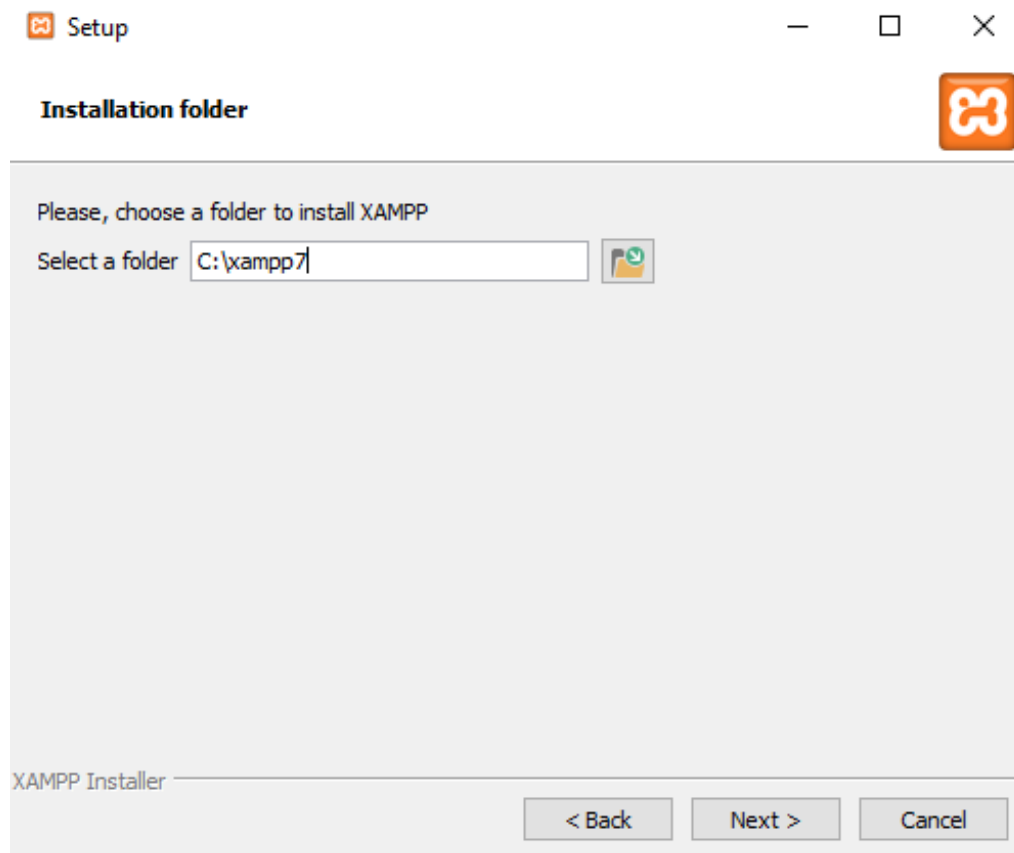 Setup
Installation folder
Please, choose a folder to install XAMPP
Select a folder C:\xampp7
XAMPP Installer
< Back Next > Cancel